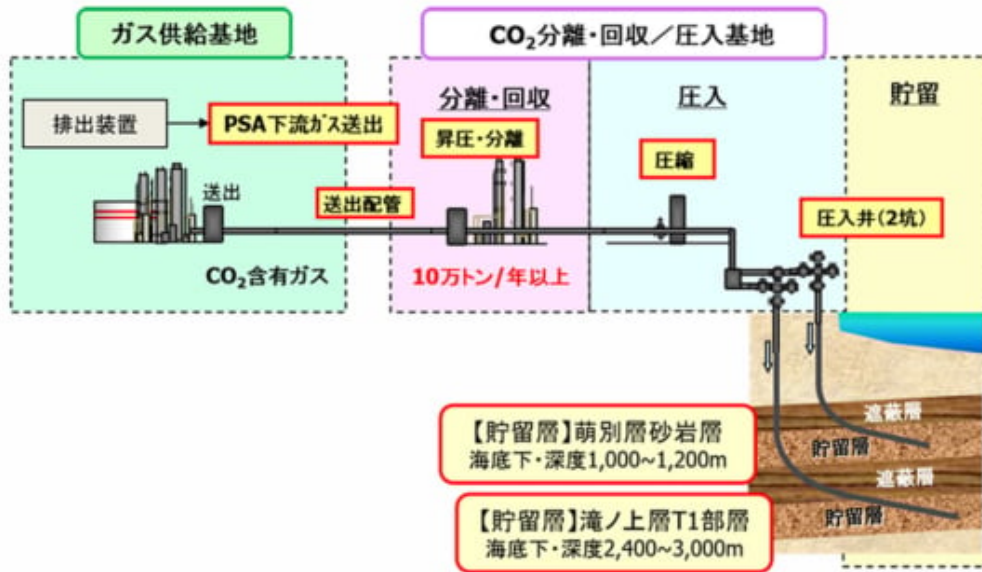 ガス供給基地
CO₂分離・回収／圧入基地
分離・回収
圧入
貯留
排出装置
PSA下流ガス送出
昇圧・分離
圧縮
送出
送出配管
圧入井(2坑)
CO₂含有ガス
10万トン/年以上
遮蔽層
貯留層
遮蔽層
貯留層
【貯留層】萌別層砂岩層
海底下・深度1,000~1,200m
【貯留層】滝ノ上層T1部層
海底下・深度2,400~3,000m